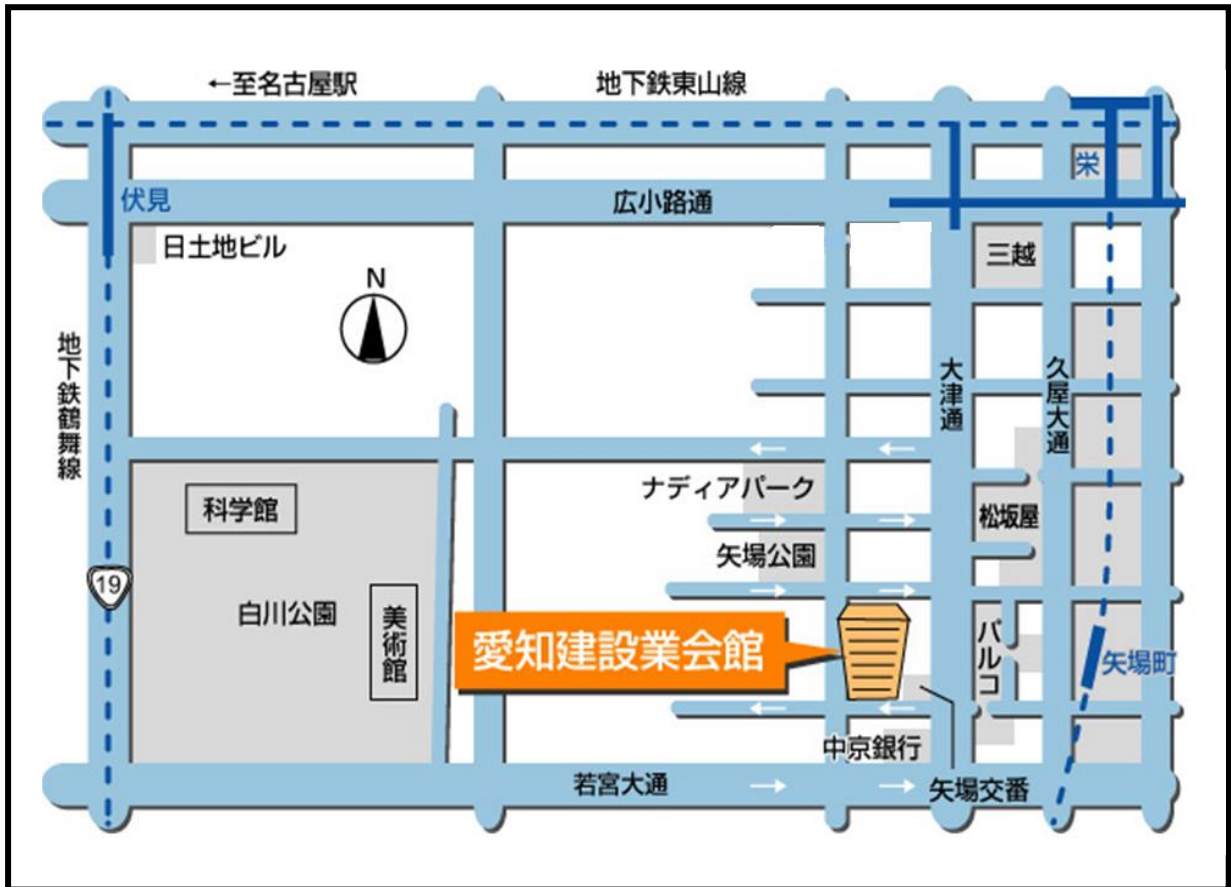 ←至名古屋駅
地下鉄東山線
伏見
広小路通
栄
日土地ビル
三越
N
地下鉄鶴舞線
大津通
久屋大通
ナディアパーク
科学館
松坂屋
矢場公園
19
白川公園
美術館
愛知建設業会館
パルコ
矢場町
中京銀行
若宮大通
矢場交番